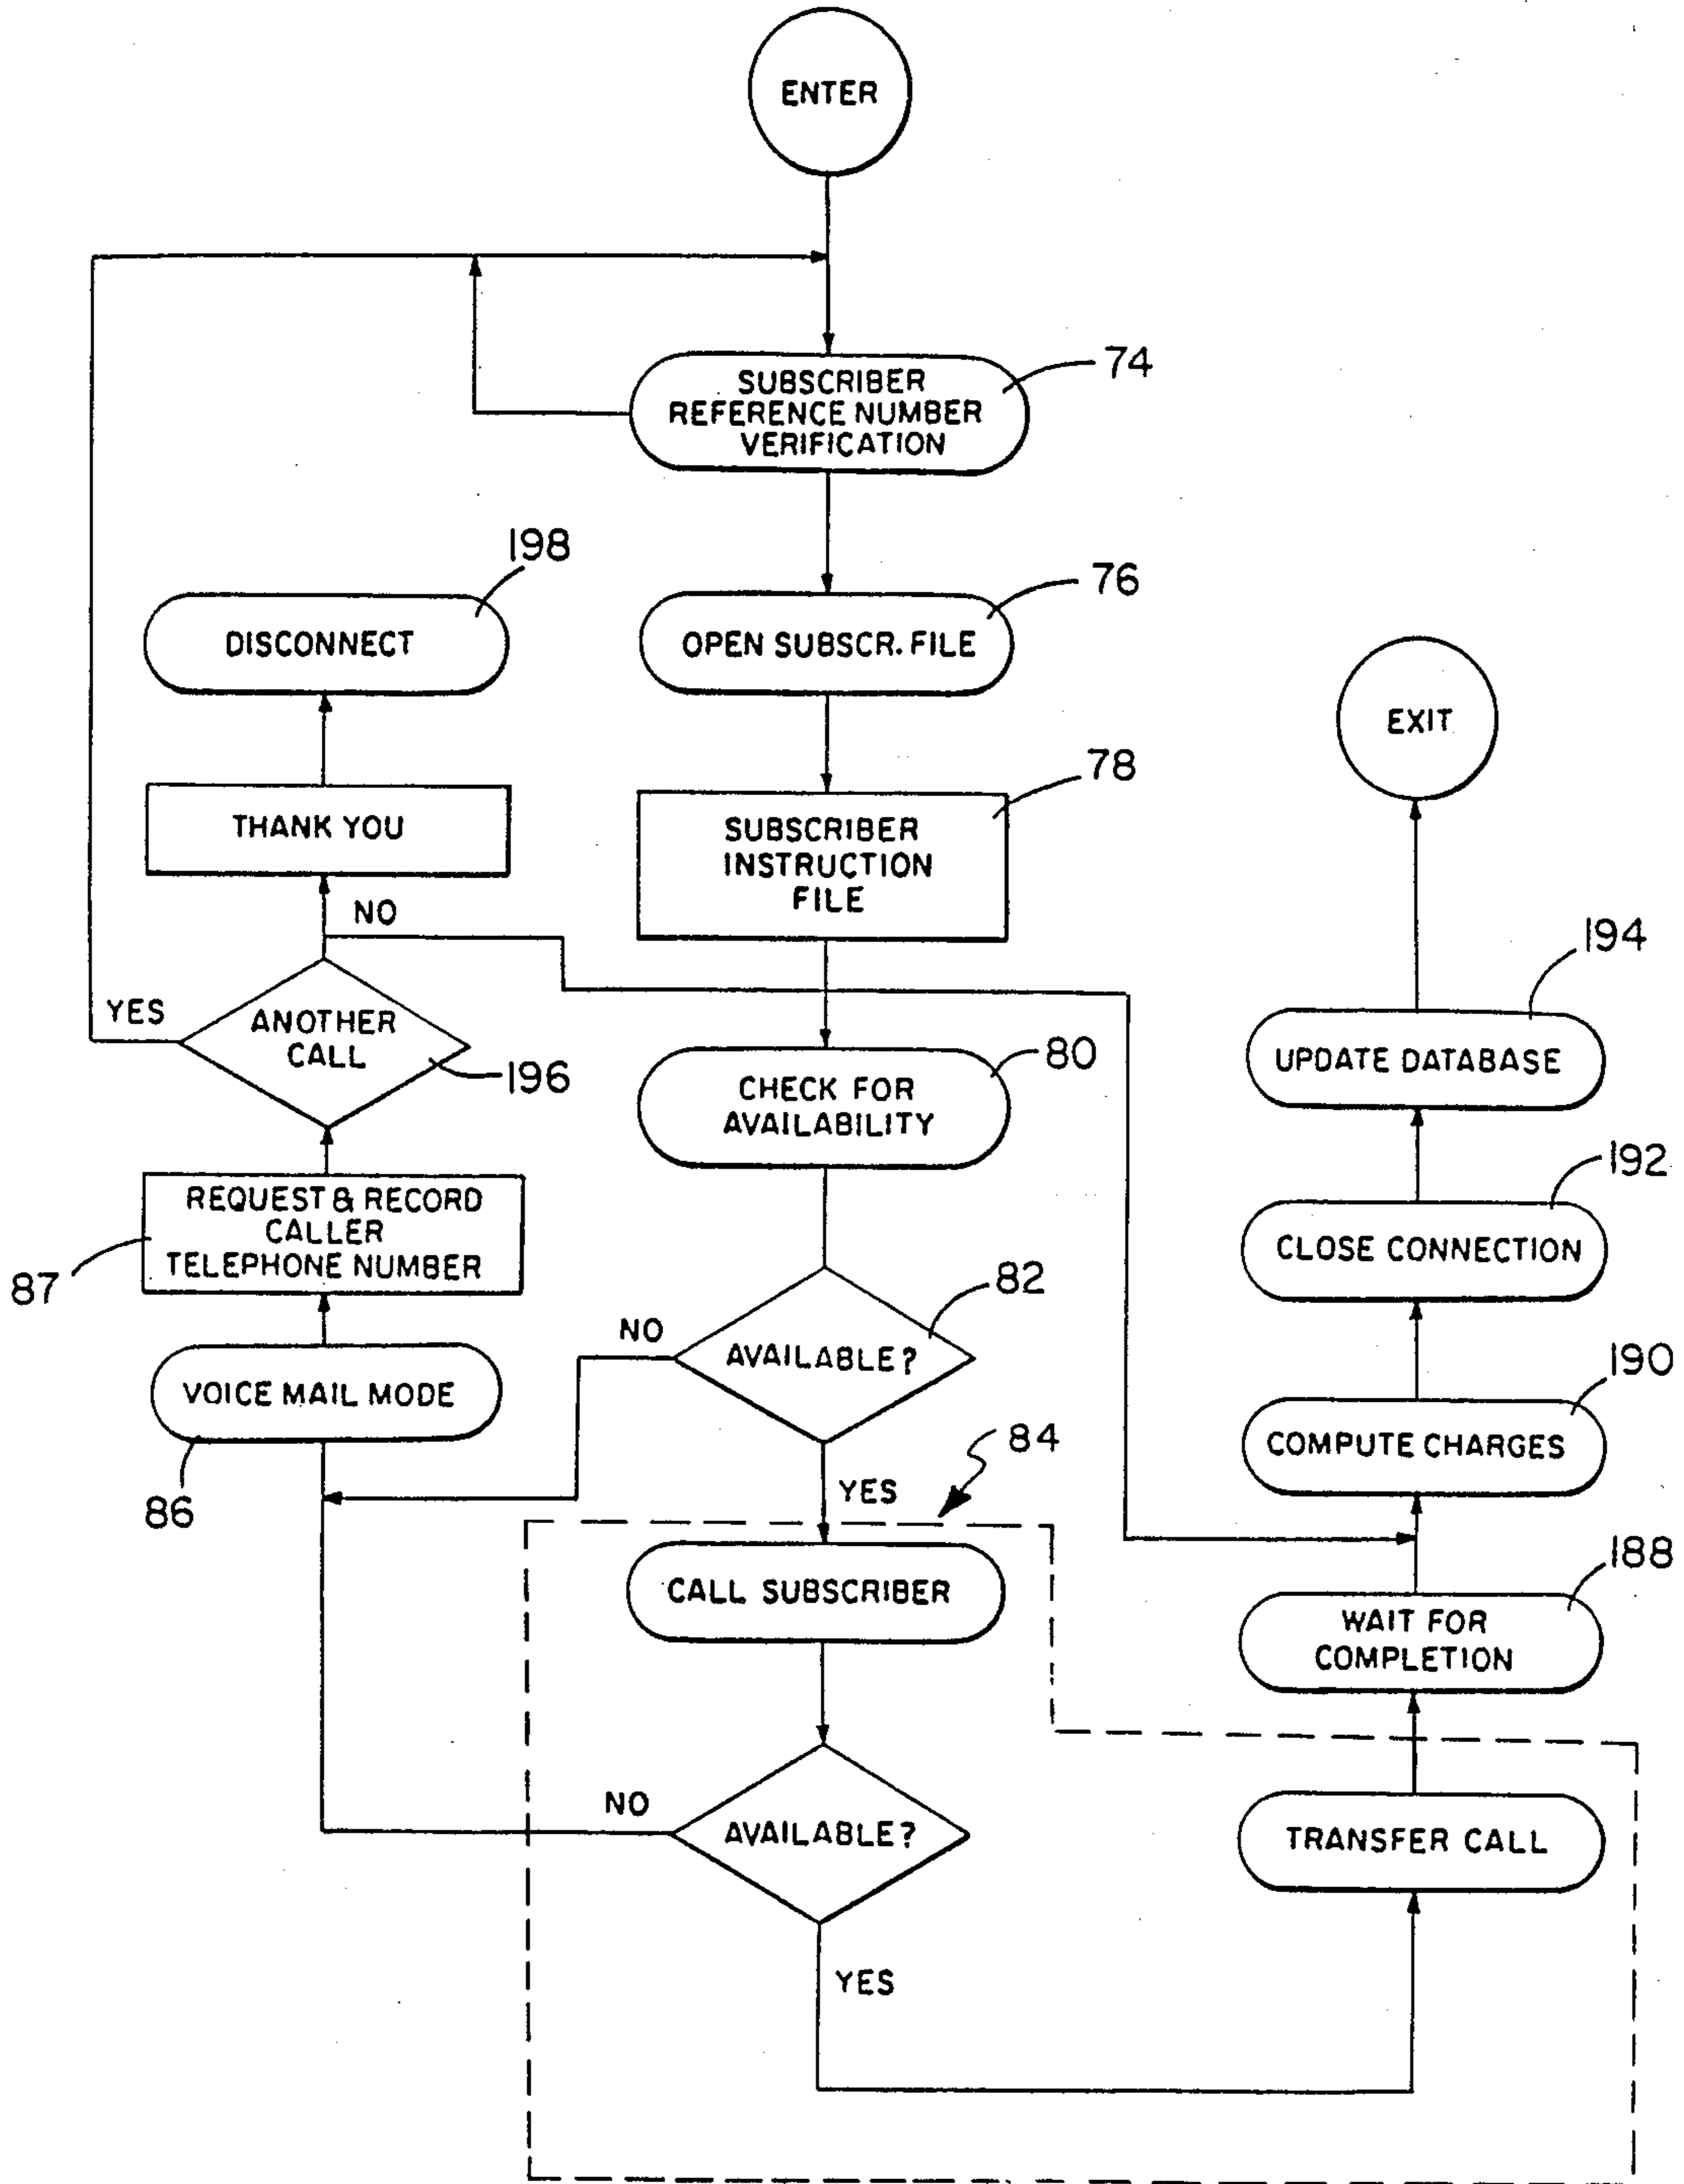 ENTER
74
SUBSCRIBER
REFERENCE NUMBER
VERIFICATION
198
76
DISCONNECT
OPEN SUBSCR. FILE
EXIT
78
THANK YOU
SUBSCRIBER
INSTRUCTION
FILE
NO
194
YES
ANOTHER
CALL
196
80
CHECK FOR
AVAILABILITY
UPDATE DATABASE
192
REQUEST & RECORD
CALLER
TELEPHONE NUMBER
87
CLOSE CONNECTION
82
NO
AVAILABLE?
190
VOICE MAIL MODE
86
84
COMPUTE CHARGES
YES
188
CALL SUBSCRIBER
WAIT FOR
COMPLETION
NO
AVAILABLE?
TRANSFER CALL
YES